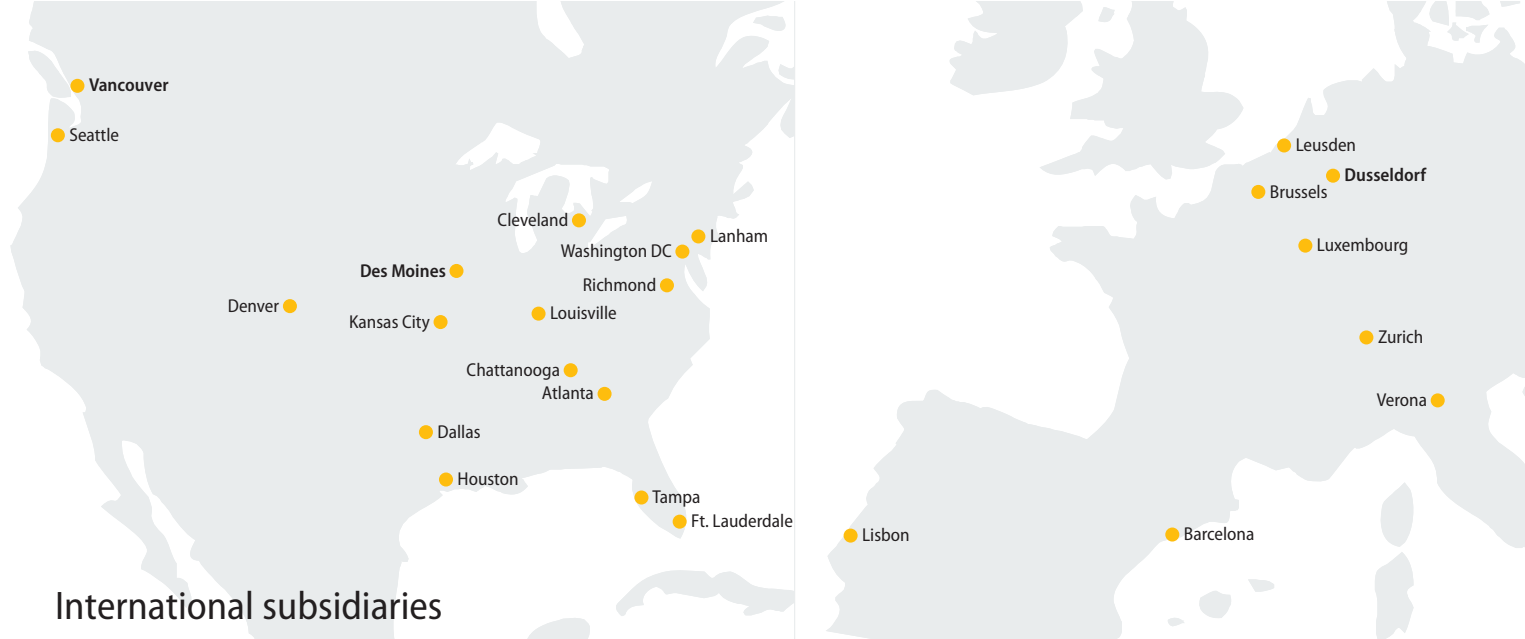 Vancouver
Seattle
Cleveland
Lanham
Washington DC
Des Moines
Richmond
Denver
Louisville
Kansas City
Chattanooga
Atlanta
Dallas
Houston
Tampa
Ft. Lauderdale
International subsidiaries
Leusden
Dusseldorf
Brussels
Luxembourg
Zurich
Verona
Lisbon
Barcelona